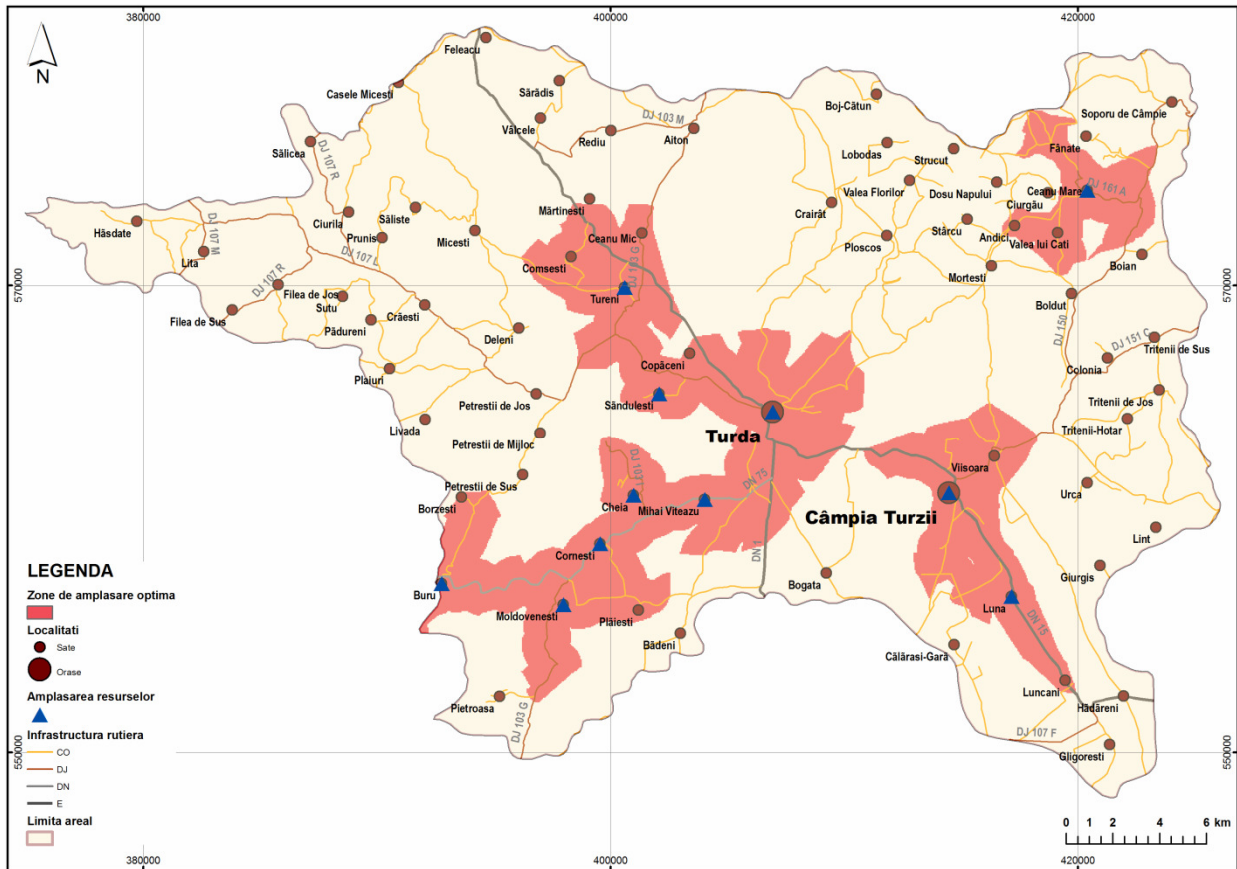 380000
400000
420000
N
Feleacu
Casele Micesti
Sărădis
Boj-Cătun
Soporu de Câmpie
Vâlcele
DJ 103 M
Rediu
Aiton
Sălicea
DJ 107 R
Lobodas
Strucut
Fânate
Valea Florilor
Dosu Napului
Ceanu Mare
DJ 161 A
Ciurgău
Mărtinesti
Crairât
Hăsdate
DJ 107 M
Ciurila
Săliste
Prunis
Micesti
Ceanu Mic
Stârcu
Andici
Valea lui Cati
Ploscos
Lita
DJ 107 L
Comsesti
DJ 103 G
Boian
Mortesti
570000
570000
DJ 107 R
Filea de Jos
Sutu
Tureni
Boldut
Filea de Sus
Pădureni
Crăesti
Deleni
DJ 150
DJ 151 C
Tritenii de Sus
Copăceni
Colonia
Plaiuri
Petrestii de Jos
Săndulesti
Tritenii de Jos
Livada
Turda
Tritenii-Hotar
Petrestii de Mijloc
Viisoara
DJ 103 I
DN 75
Petrestii de Sus
Urca
Borzesti
Cheia
Mihai Viteazu
Câmpia Turzii
Lint
Cornesti
DN 1
LEGENDA
Zone de amplasare optima
Bogata
Giurgis
Buru
Luna
DN 15
Moldovenesti
Plăiesti
Localitati
Sate
Bădeni
Călărasi-Gară
Orase
Luncani
Hădăreni
Amplasarea resurselor
Pietroasa
DJ 103 G
DJ 107 F
Infrastructura rutiera
CO
Gligoresti
550000
550000
DJ
DN
E
Limita areal
0 1 2 4 6 km
380000
400000
420000